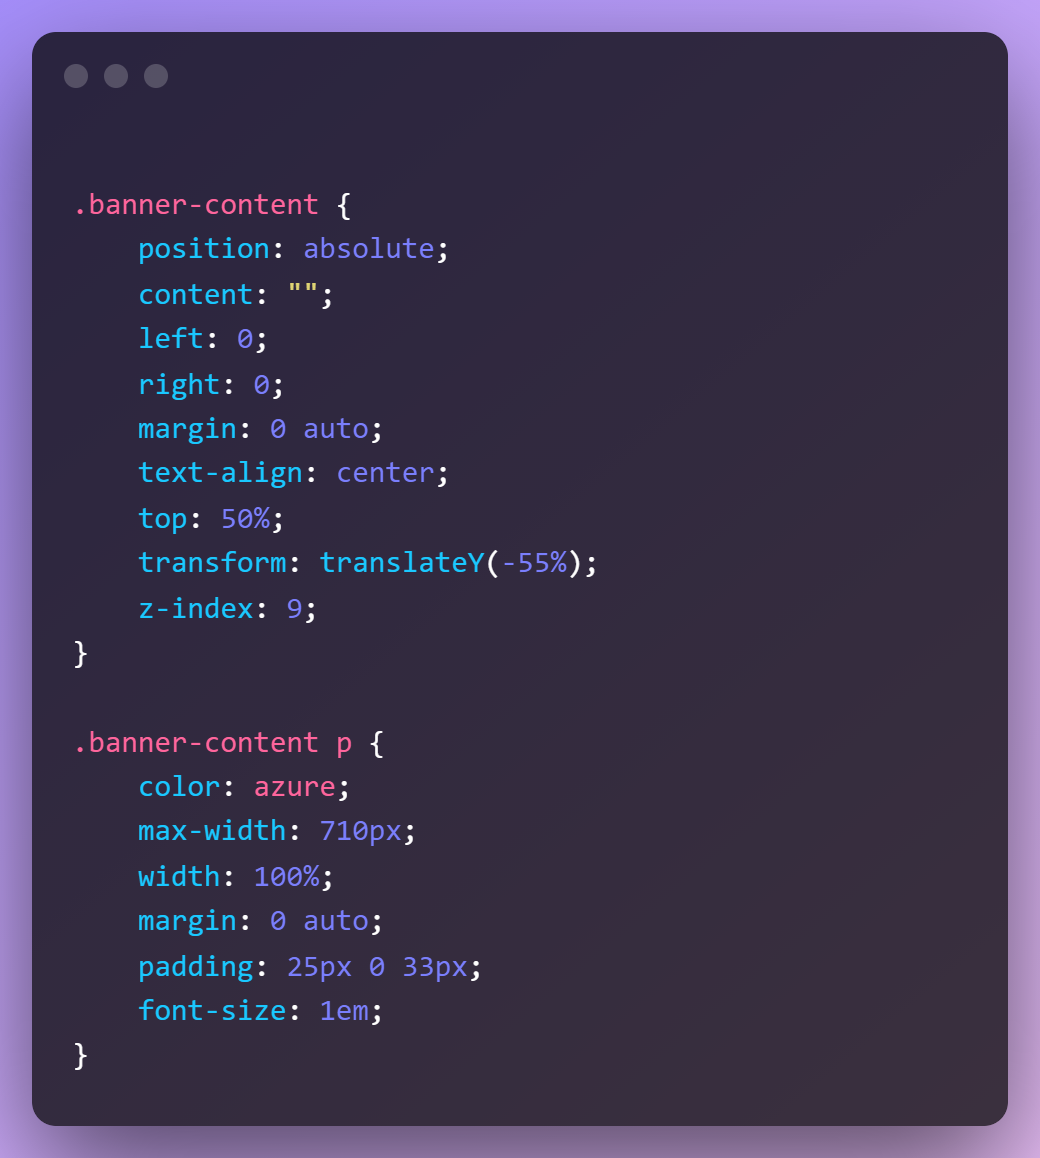 .banner-content {
    position: absolute;
    content: "";
    left: 0;
    right: 0;
    margin: 0 auto;
    text-align: center;
    top: 50%;
    transform: translateY(-55%);
    z-index: 9;
}

.banner-content p {
    color: azure;
    max-width: 710px;
    width: 100%;
    margin: 0 auto;
    padding: 25px 0 33px;
    font-size: 1em;
}